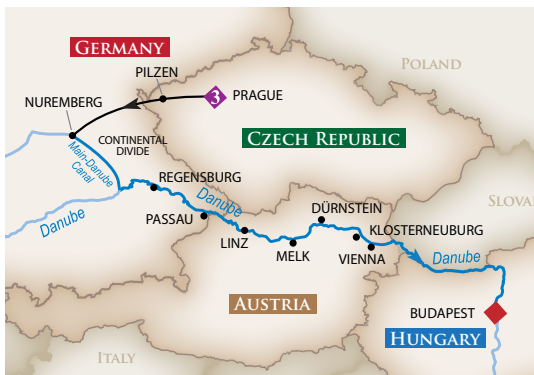 GERMANY
POLAND
PILZEN
3
PRAGUE
NUREMBERG
CONTINENTAL
DIVIDE
CZECH REPUBLIC
Main-Danube
Canal
REGENSBURG
Danube
Danube
PASSAU
DÜRNSTEIN
SLOVA
KLOSTERNEUBURG
LINZ
MELK
VIENNA
Danube
AUSTRIA
BUDAPEST
HUNGARY
ITALY